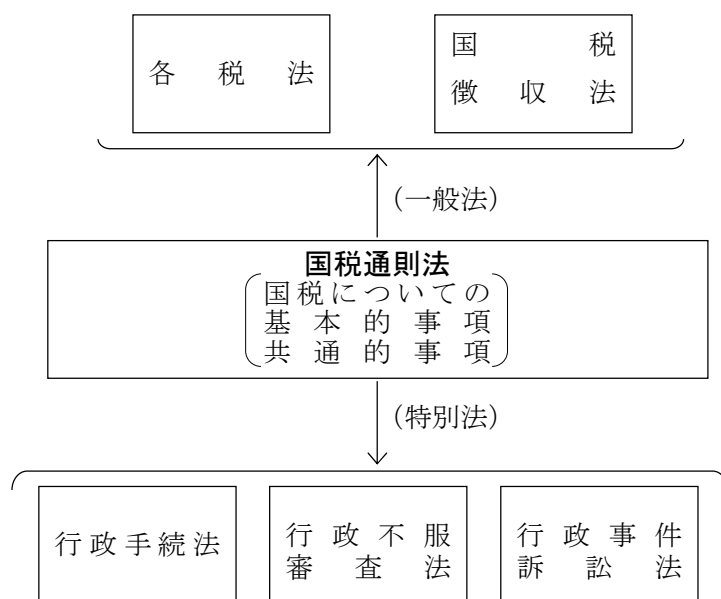 各税法
国税
徴収法
(一般法)
国税通則法
国税についての
基本的事項
共通的事項
(特別法)
行政手続法
行政不服
審査法
行政事件
訴訟法